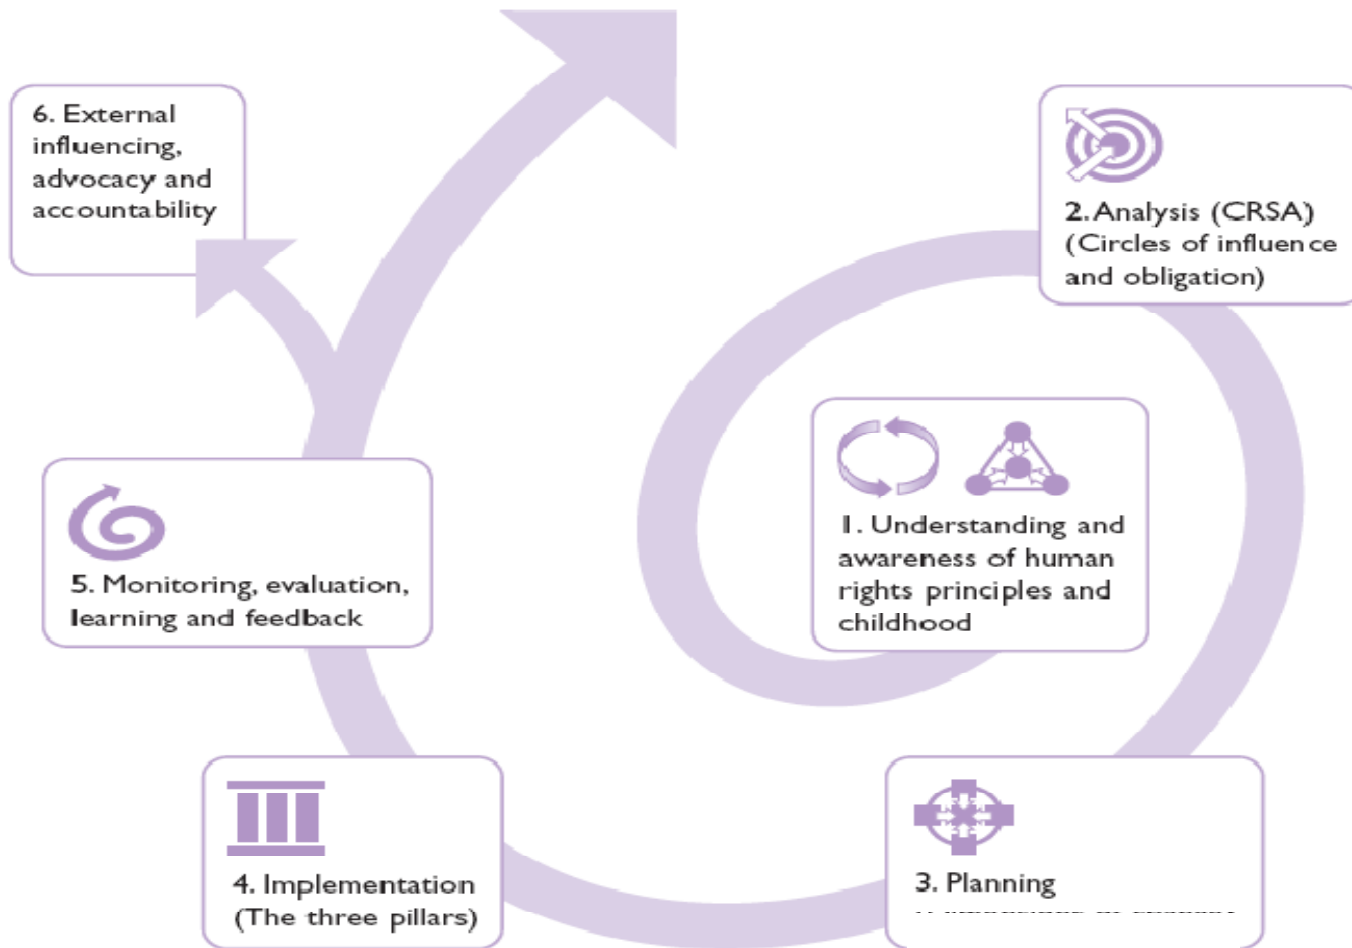 6. External
influencing,
advocacy and
accountability
2. Analysis (CRSA)
(Circles of influence
and obligation)
1. Understanding and
awareness of human
rights principles and
childhood
5. Monitoring, evaluation,
learning and feedback
4. Implementation
(The three pillars)
3. Planning